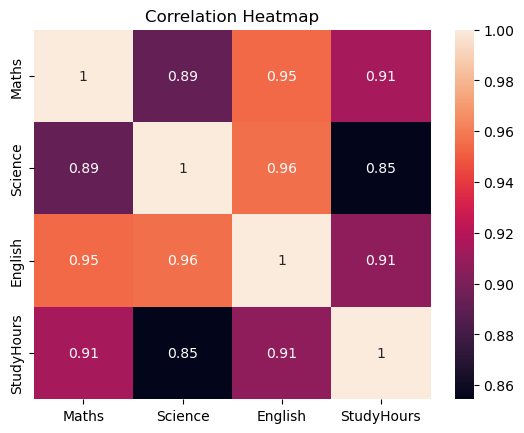 Correlation Heatmap
Maths 1 0.89 0.95 0.91
Science 0.89 1 0.96 0.85
English 0.95 0.96 1 0.91
StudyHours 0.91 0.85 0.91 1
Maths Science English StudyHours
1.00
0.98
0.96
0.94
0.92
0.90
0.88
0.86